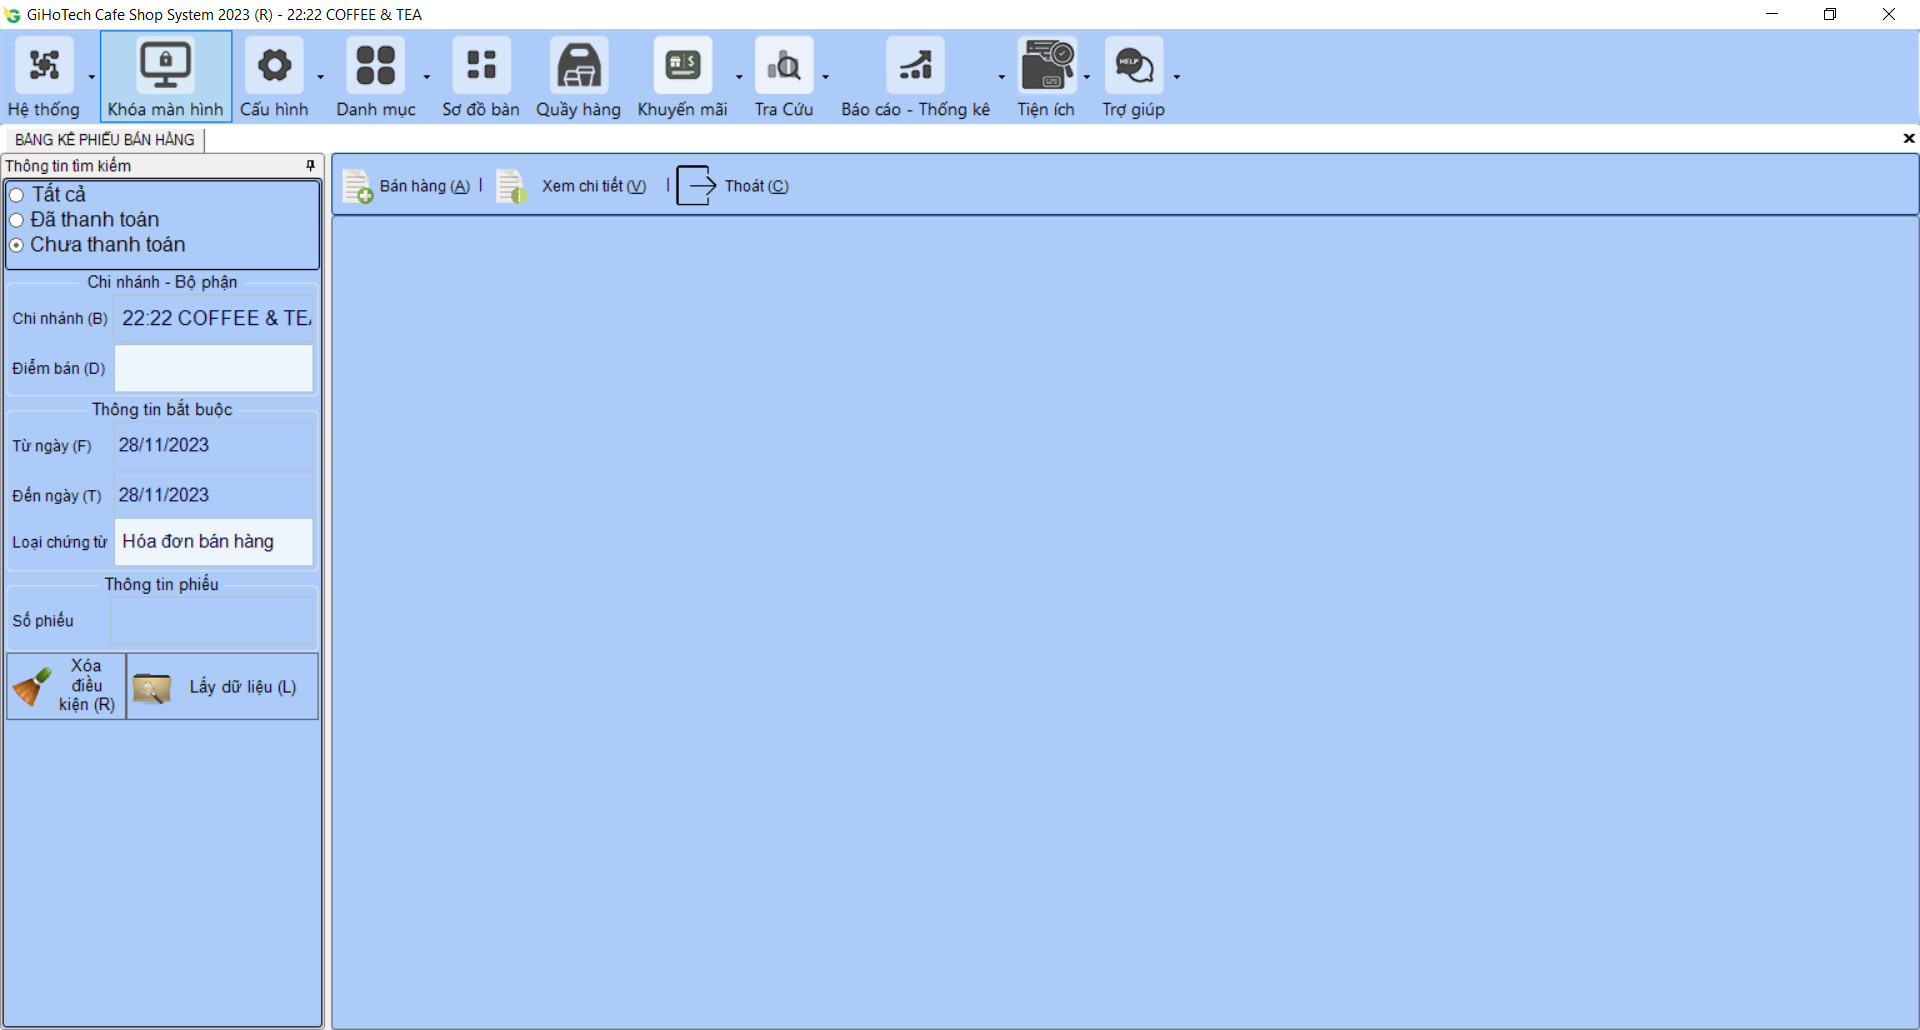 GiHoTech Cafe Shop System 2023 (R) - 22:22 COFFEE & TEA
Hệ thống
Khóa màn hình
Cấu hình
Danh mục
Sơ đồ bàn
Quầy hàng
Khuyến mãi
Tra Cứu
Báo cáo - Thống kê
Tiện ích
HELP
Trợ giúp
BẢNG KÊ PHIẾU BÁN HÀNG
Thông tin tìm kiếm
Tất cả
Đã thanh toán
Chưa thanh toán
Bán hàng (A)
Xem chi tiết (V)
Thoát (C)
Chi nhánh - Bộ phận
Chi nhánh (B) 22:22 COFFEE & TEA
Điểm bán (D)
Thông tin bắt buộc
Từ ngày (F) 28/11/2023
Đến ngày (T) 28/11/2023
Loại chứng từ Hóa đơn bán hàng
Thông tin phiếu
Số phiếu
Xóa
điều
kiện (R)
Lấy dữ liệu (L)